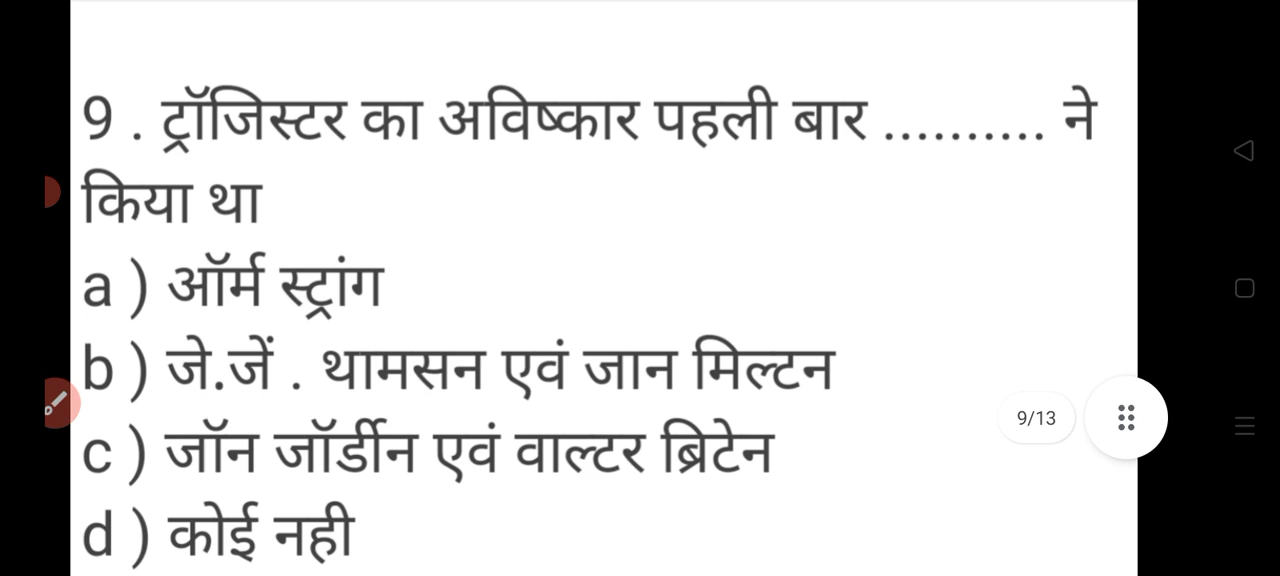 9 . ट्रॉजिस्टर का अविष्कार पहली बार .......... ने
किया था
a ) ऑर्म स्ट्रांग
b ) जे.जें . थामसन एवं जान मिल्टन
c ) जॉन जॉर्डीन एवं वाल्टर ब्रिटेन
d ) कोई नही
9/13